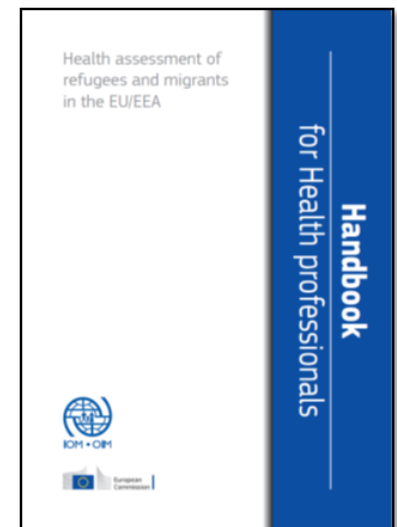 Health assessment of
refugees and migrants
in the EU/EEA
Handbook
for Health professionals
IOM • OIM
European
Commission